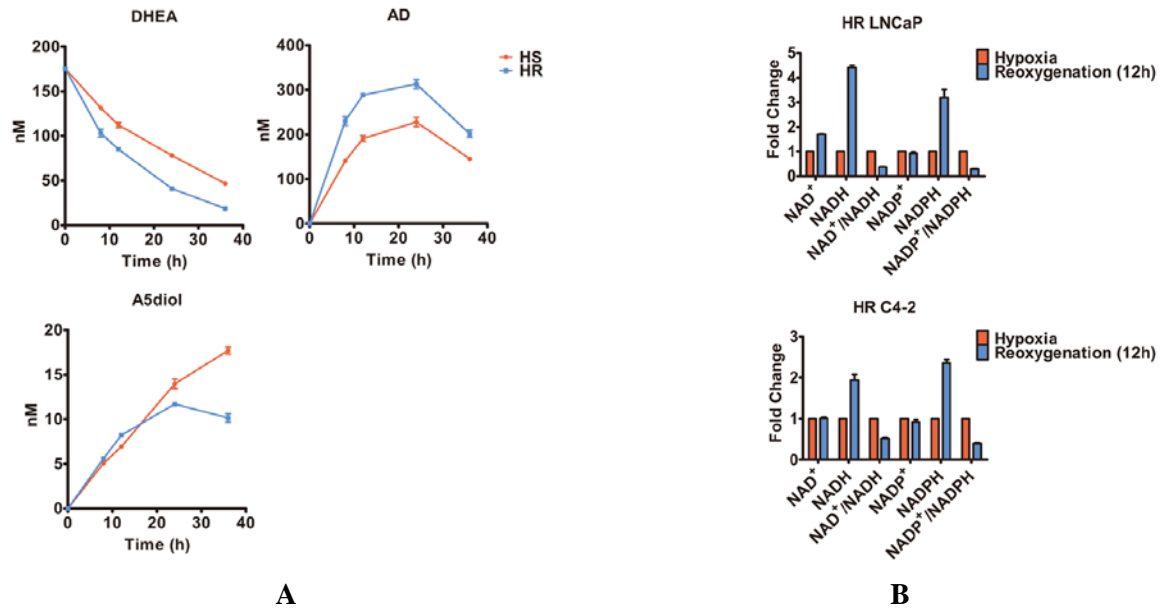 DHEA
200
150
100
50
0
nM
0 10 20 30 40
Time (h)
AD
400
300
200
100
0
nM
0 10 20 30 40
Time (h)
HS
HR
A5diol
20
15
10
5
0
nM
0 10 20 30 40
Time (h)
A
HR LNCaP
5
4
3
2
1
0
Fold Change
NAD⁺
NADH
NAD⁺/NADH
NADP⁺
NADPH
NADP⁺/NADPH
Hypoxia
Reoxygenation (12h)
HR C4-2
3
2
1
0
Fold Change
NAD⁺
NADH
NAD⁺/NADH
NADP⁺
NADPH
NADP⁺/NADPH
Hypoxia
Reoxygenation (12h)
B